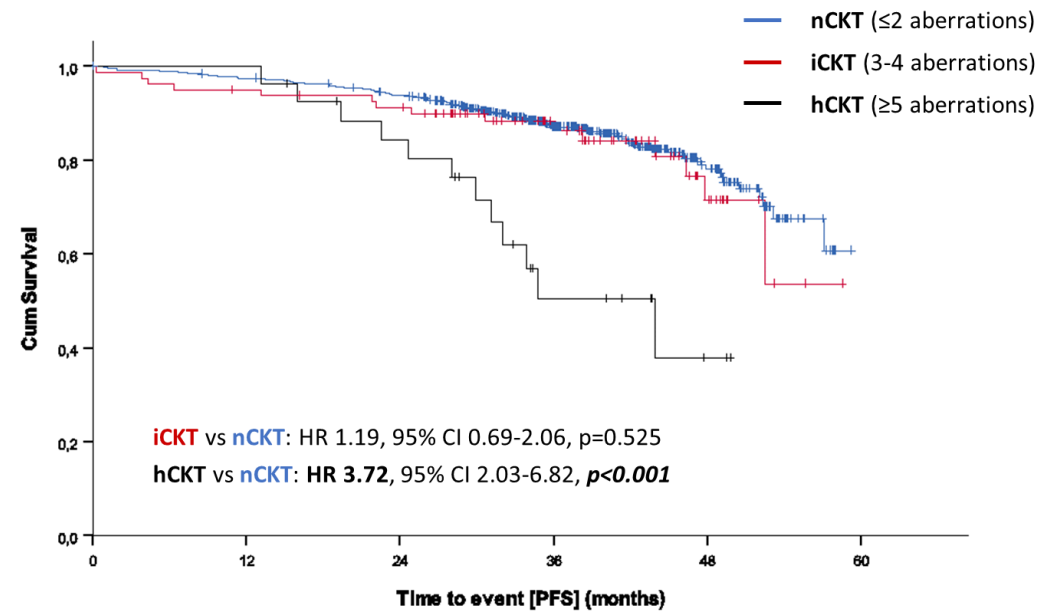 nCKT (≤2 aberrations)
iCKT (3-4 aberrations)
hCKT (≥5 aberrations)
1,0
0,8
0,6
0,4
0,2
0,0
Cum Survival
iCKT vs nCKT: HR 1.19, 95% CI 0.69-2.06, p=0.525
hCKT vs nCKT: HR 3.72, 95% CI 2.03-6.82, p<0.001
0 12 24 36 48 60
Time to event [PFS] (months)